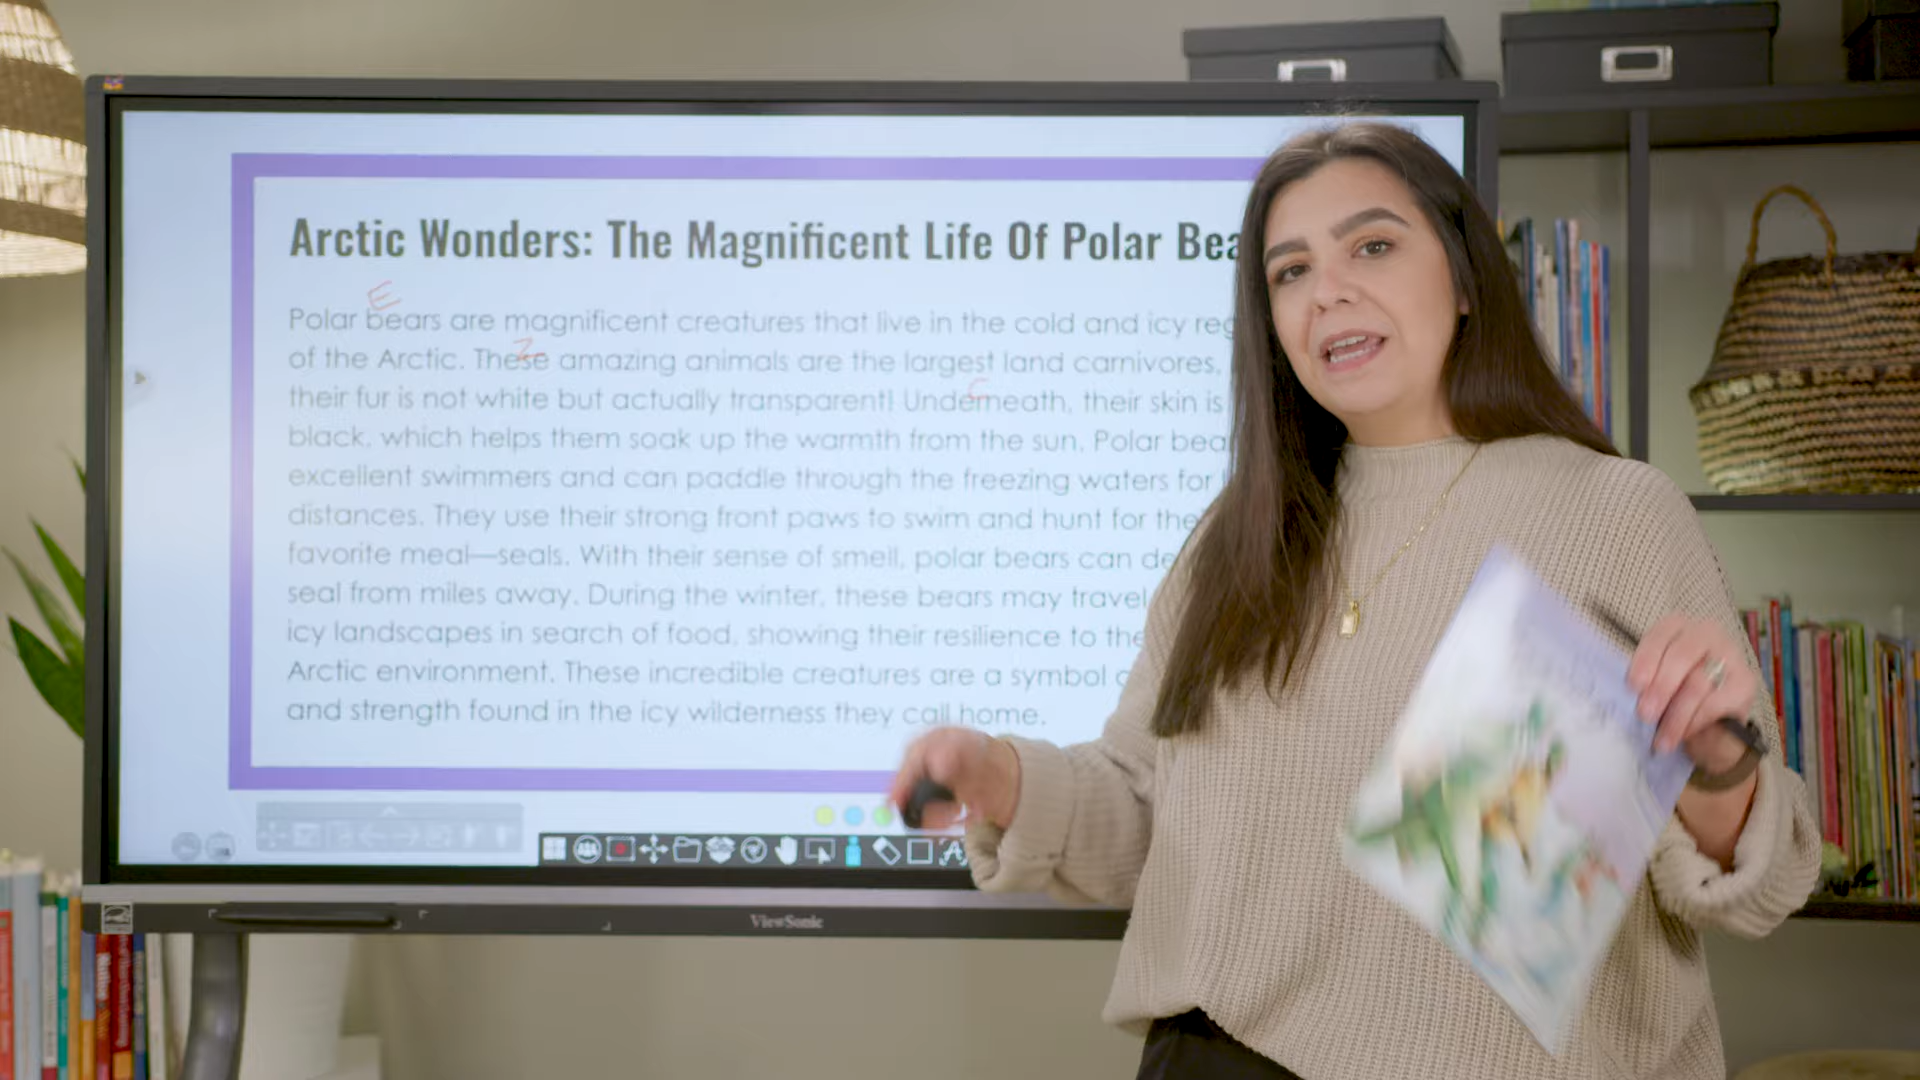 Arctic Wonders: The Magnificent Life Of Polar Bea
E
Polar bears are magnificent creatures that live in the cold and icy reg
Z
of the Arctic. These amazing animals are the largest land carnivores,
C
their fur is not white but actually transparent! Underneath, their skin is
black, which helps them soak up the warmth from the sun. Polar bea
excellent swimmers and can paddle through the freezing waters for
distances. They use their strong front paws to swim and hunt for the
favorite meal—seals. With their sense of smell, polar bears can de
seal from miles away. During the winter, these bears may travel
icy landscapes in search of food, showing their resilience to the
Arctic environment. These incredible creatures are a symbol
and strength found in the icy wilderness they call home.
ViewSonic